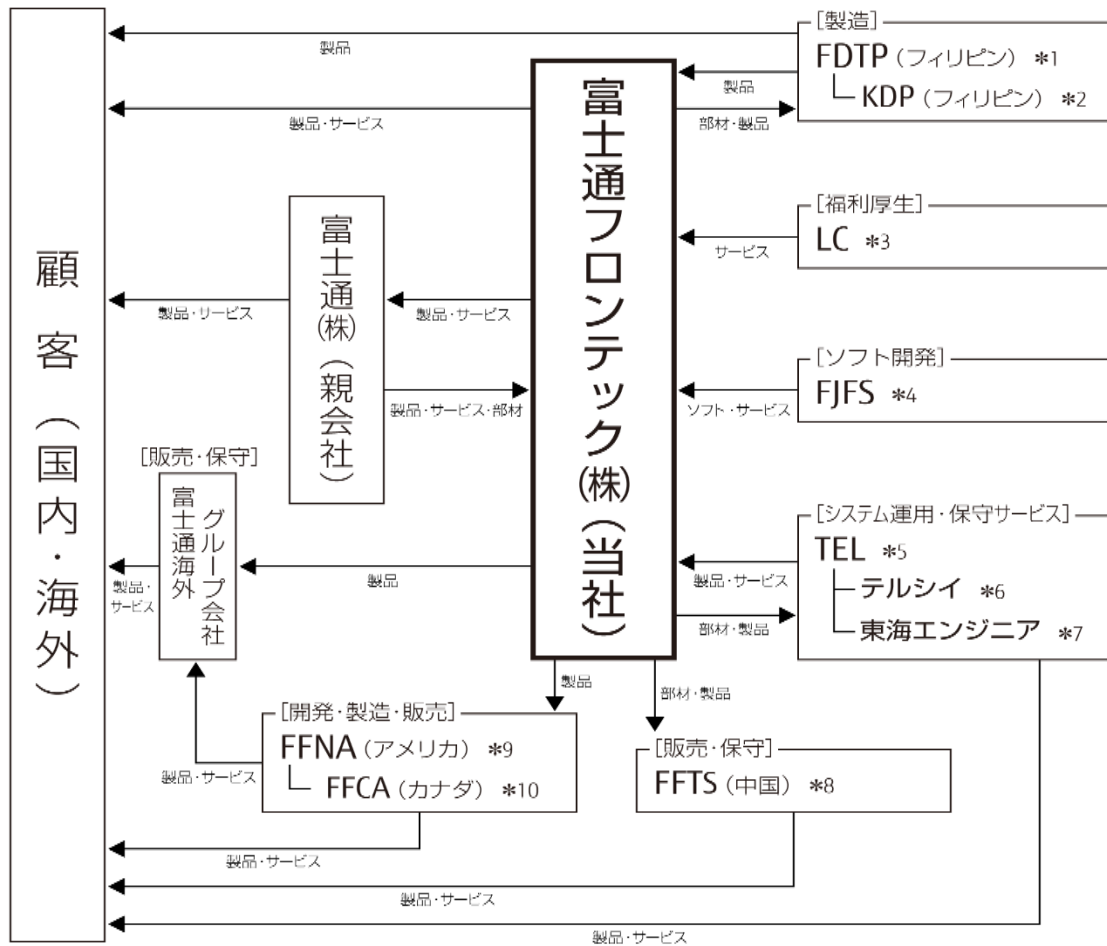 [製造]
FDTP (フィリピン) *1
KDP (フィリピン) *2
製品
製品
部材・製品
製品・サービス
富士通フロンテック(株)(当社)
[福利厚生]
LC *3
サービス
顧客(国内・海外)
富士通(株)(親会社)
製品・サービス
製品・サービス
製品・サービス・部材
[ソフト開発]
FJFS *4
ソフト・サービス
[販売・保守]
富士通海外
グループ会社
製品・
サービス
製品
[システム運用・保守サービス]
TEL *5
テルシイ *6
東海エンジニア *7
製品・サービス
部材・製品
製品
部材・製品
[開発・製造・販売]
FFNA (アメリカ) *9
FFCA (カナダ) *10
製品・サービス
[販売・保守]
FFTS (中国) *8
製品・サービス
製品・サービス
製品・サービス